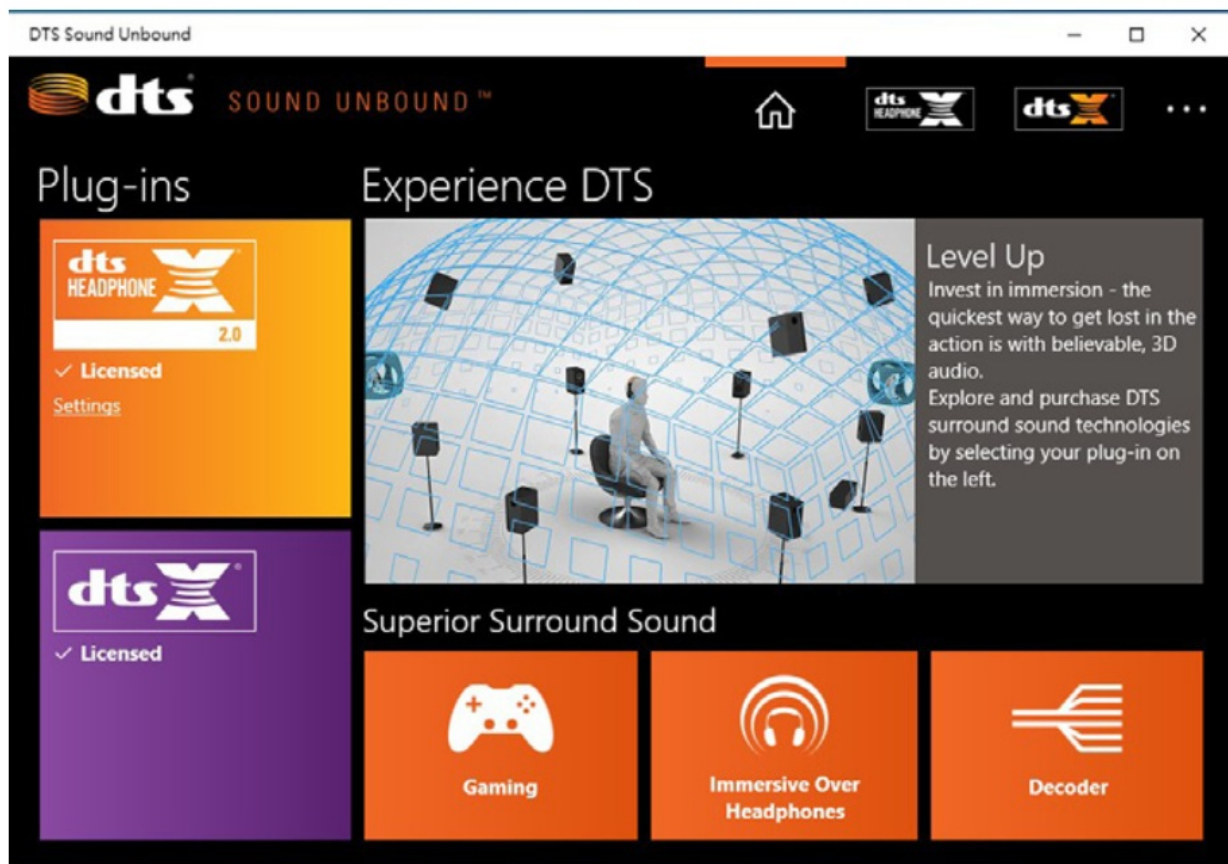 DTS Sound Unbound
dts SOUND UNBOUND™
dts HEADPHONE X
dts X
Plug-ins
dts
HEADPHONE X
2.0
✓ Licensed
Settings
dts X
✓ Licensed
Experience DTS
Level Up
Invest in immersion - the
quickest way to get lost in the
action is with believable, 3D
audio.
Explore and purchase DTS
surround sound technologies
by selecting your plug-in on
the left.
Superior Surround Sound
Gaming
Immersive Over
Headphones
Decoder